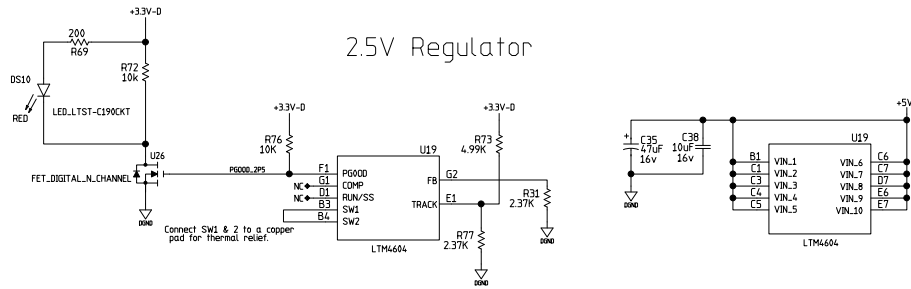 2.5V Regulator
+3.3V-D
200
R69
R72
10k
DS10
RED
LED_LTST-C190CKT
U26
FET_DIGITAL_N_CHANNEL
DGND
+3.3V-D
R76
10K
PGOOD_2P5
NC
NC
F1
G1
D1
B3
B4
Connect SW1 & 2 to a copper
pad for thermal relief.
U19
PGOOD
COMP
RUN/SS
SW1
SW2
FB
TRACK
LTM4604
G2
E1
+3.3V-D
R73
4.99K
R77
2.37K
DGND
R31
2.37K
DGND
+
C35
47uF
16v
DGND
C38
10uF
16v
+5V
U19
B1
C1
C3
C4
C5
VIN_1
VIN_2
VIN_3
VIN_4
VIN_5
VIN_6
VIN_7
VIN_8
VIN_9
VIN_10
C6
C7
D7
E6
E7
LTM4604